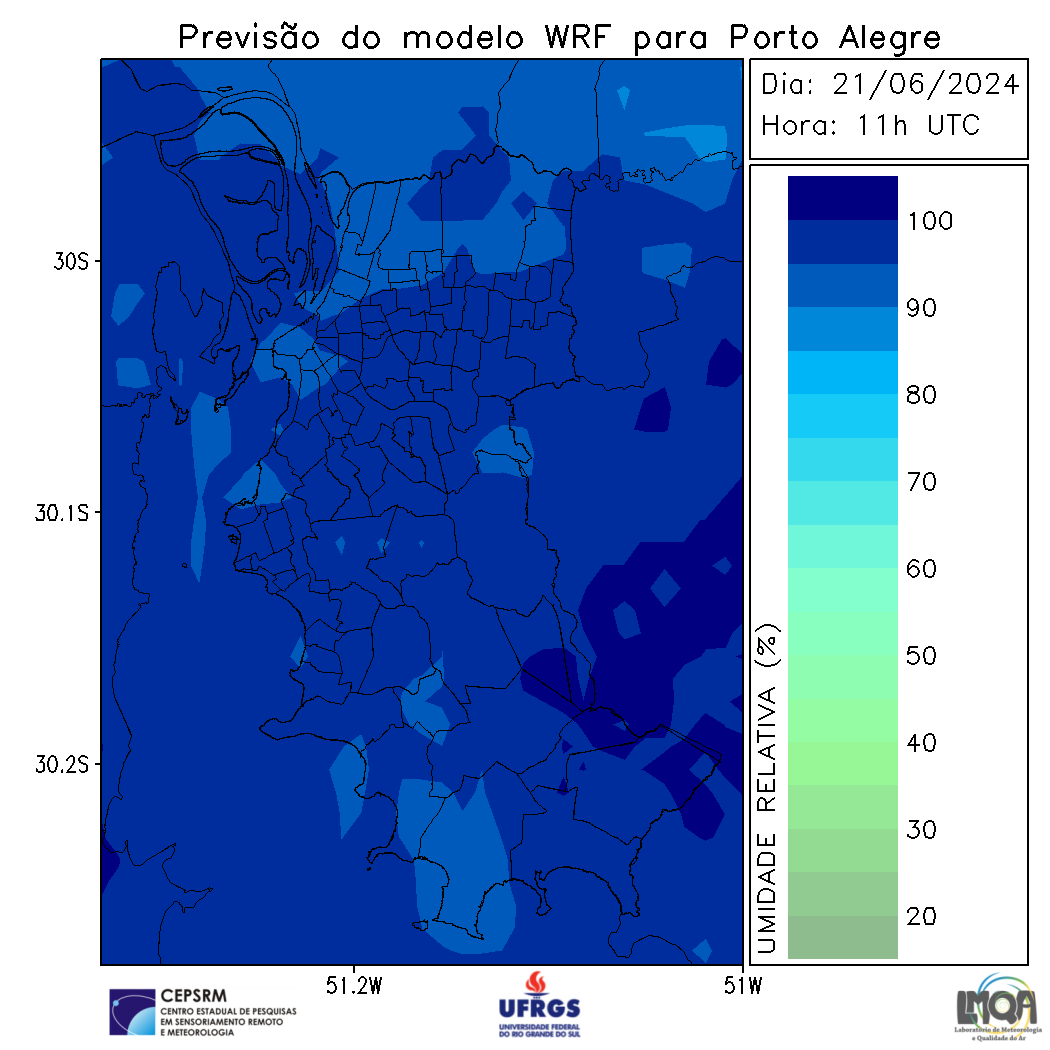 Previsão do modelo WRF para Porto Alegre
Dia: 21/06/2024
Hora: 11h UTC
30S
30.1S
30.2S
51.2W
51W
100
90
80
70
60
50
40
30
20
UMIDADE RELATIVA (%)
CEPSRM
CENTRO ESTADUAL DE PESQUISAS
EM SENSORIAMENTO REMOTO
E METEOROLOGIA
UFRGS
UNIVERSIDADE FEDERAL
DO RIO GRANDE DO SUL
LMQA
Laboratório de Meteorologia
e Qualidade do Ar